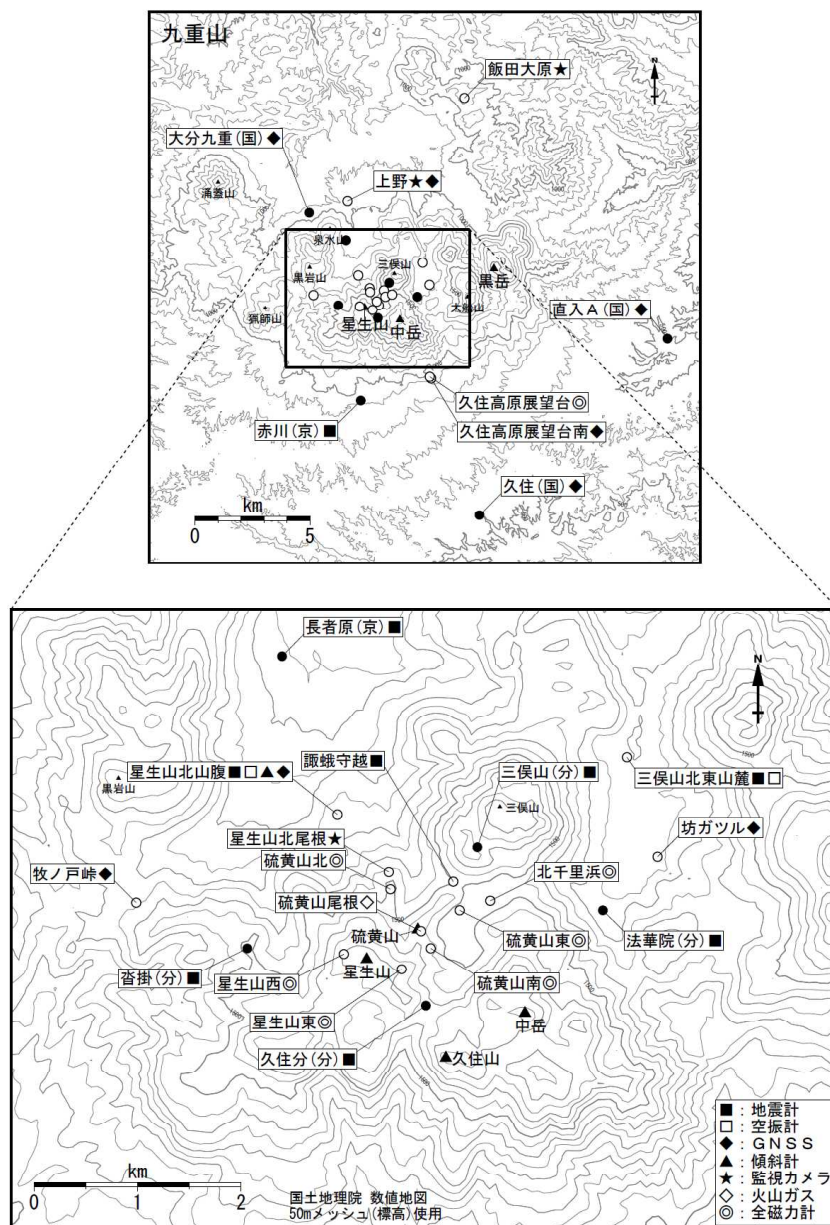 九重山
飯田大原★
大分九重(国)◆
上野★◆
涌蓋山
泉水山
黒岩山
三俣山
黒岳
大船山
猟師山
星生山
中岳
直入A(国)◆
久住高原展望台◎
赤川(京)■
久住高原展望台南◆
久住(国)◆
km
0 5
N
長者原(京)■
N
諏蛾守越■
三俣山(分)■
三俣山北東山麓■□
星生山北山腹■□▲◆
黒岩山
三俣山
坊ガツル◆
星生山北尾根★
硫黄山北◎
牧ノ戸峠◆
北千里浜◎
硫黄山尾根◇
硫黄山
硫黄山東◎
法華院(分)■
沓掛(分)■
星生山西◎
星生山
硫黄山南◎
星生山東◎
中岳
久住分(分)■
久住山
km
0 1 2
国土地理院 数値地図
50mメッシュ(標高)使用
■:地震計
□:空振計
◆:GNSS
▲:傾斜計
★:監視カメラ
◇:火山ガス
◎:全磁力計